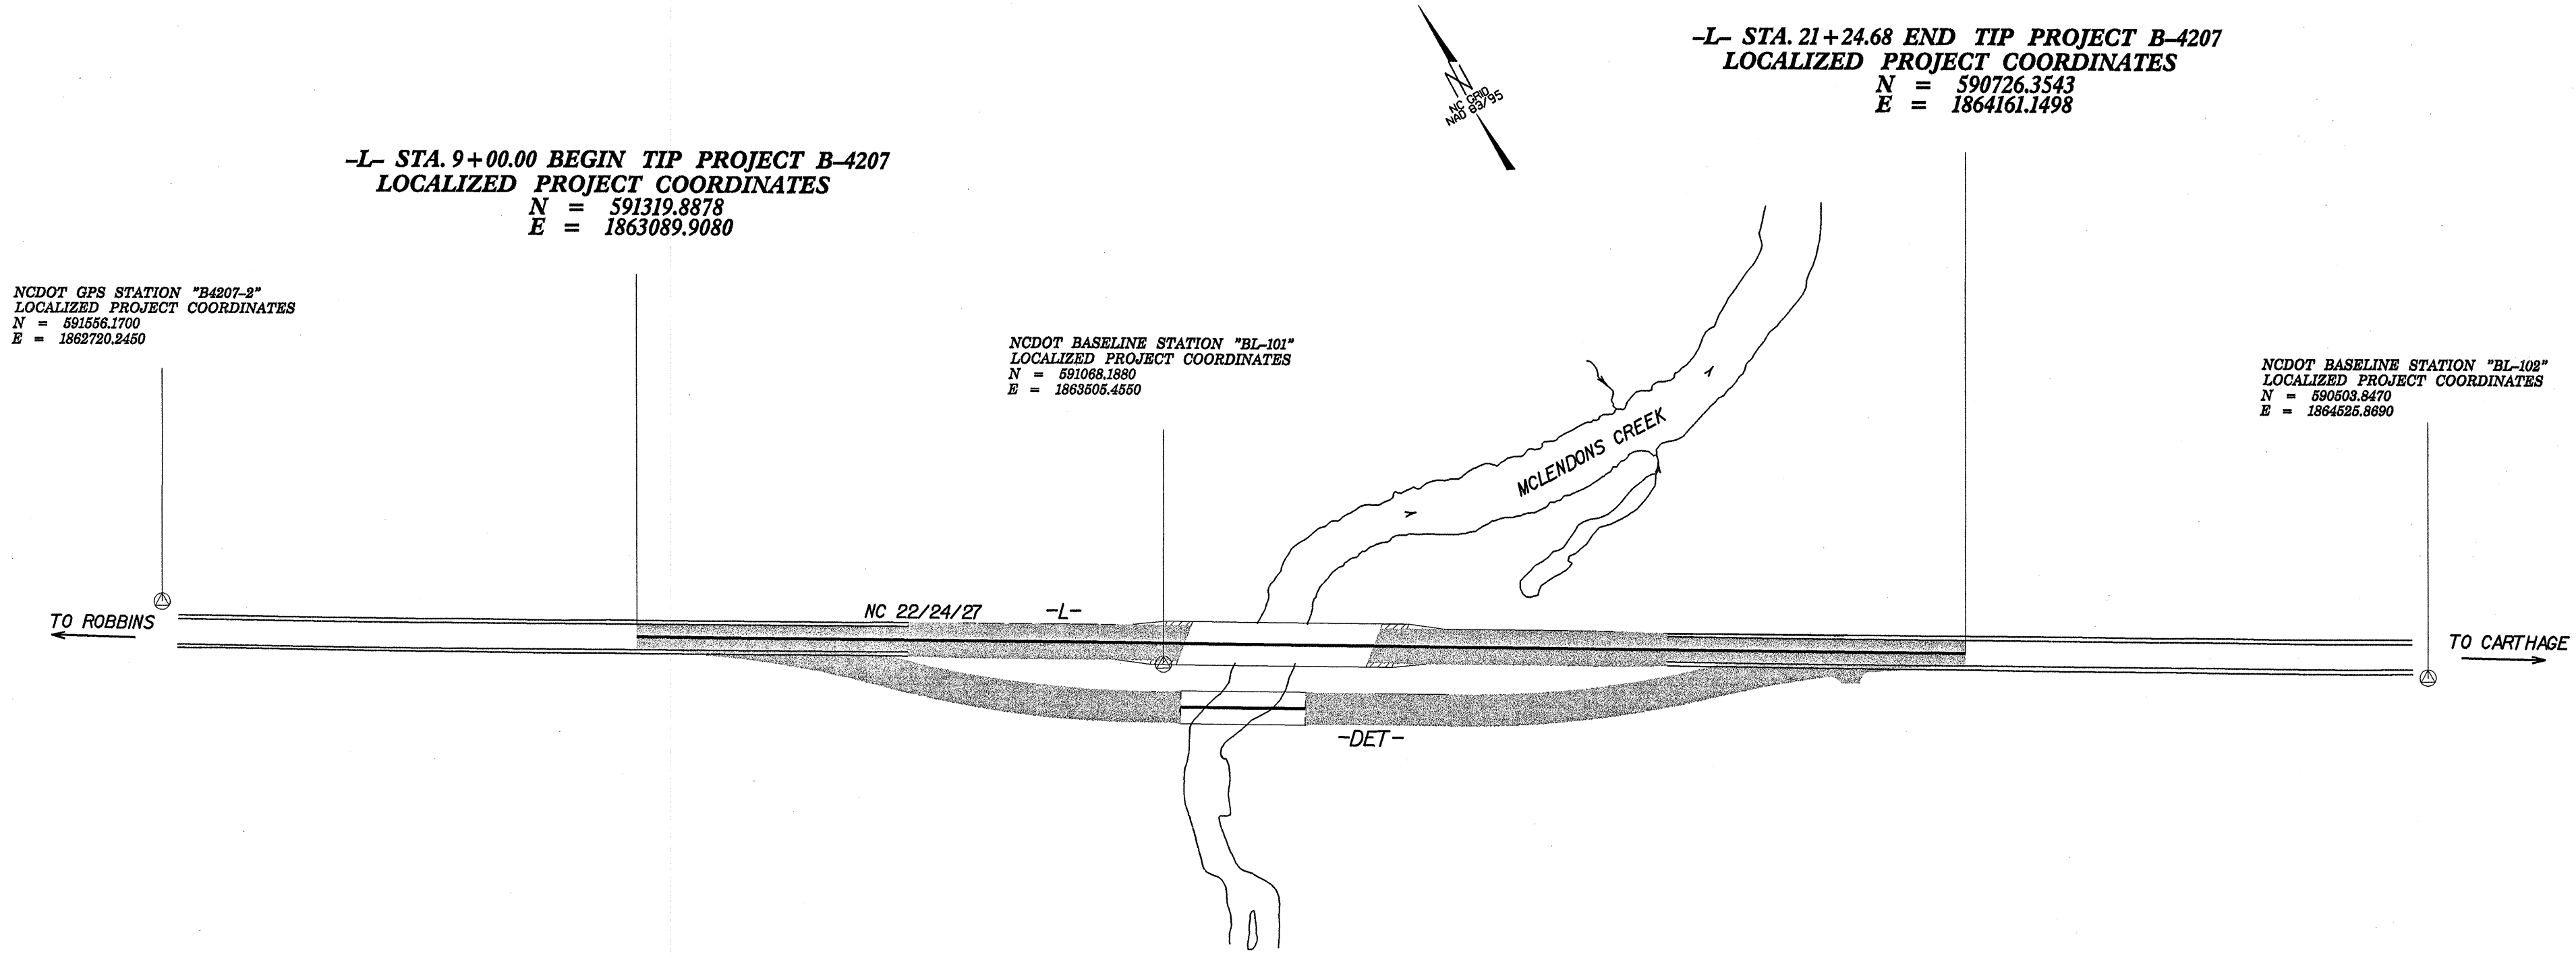 -L- STA. 21+24.68 END TIP PROJECT B-4207
LOCALIZED PROJECT COORDINATES
N = 590726.3543
E = 1864161.1498
N
NC GRID
NAD 83/95
-L- STA. 9+00.00 BEGIN TIP PROJECT B-4207
LOCALIZED PROJECT COORDINATES
N = 591319.8878
E = 1863089.9080
NCDOT GPS STATION "B4207-2"
LOCALIZED PROJECT COORDINATES
N = 591556.1700
E = 1862720.2450
NCDOT BASELINE STATION "BL-101"
LOCALIZED PROJECT COORDINATES
N = 591068.1880
E = 1863505.4550
NCDOT BASELINE STATION "BL-102"
LOCALIZED PROJECT COORDINATES
N = 590503.8470
E = 1864525.8690
MCLENDONS CREEK
TO ROBBINS
NC 22/24/27 -L-
TO CARTHAGE
-DET-